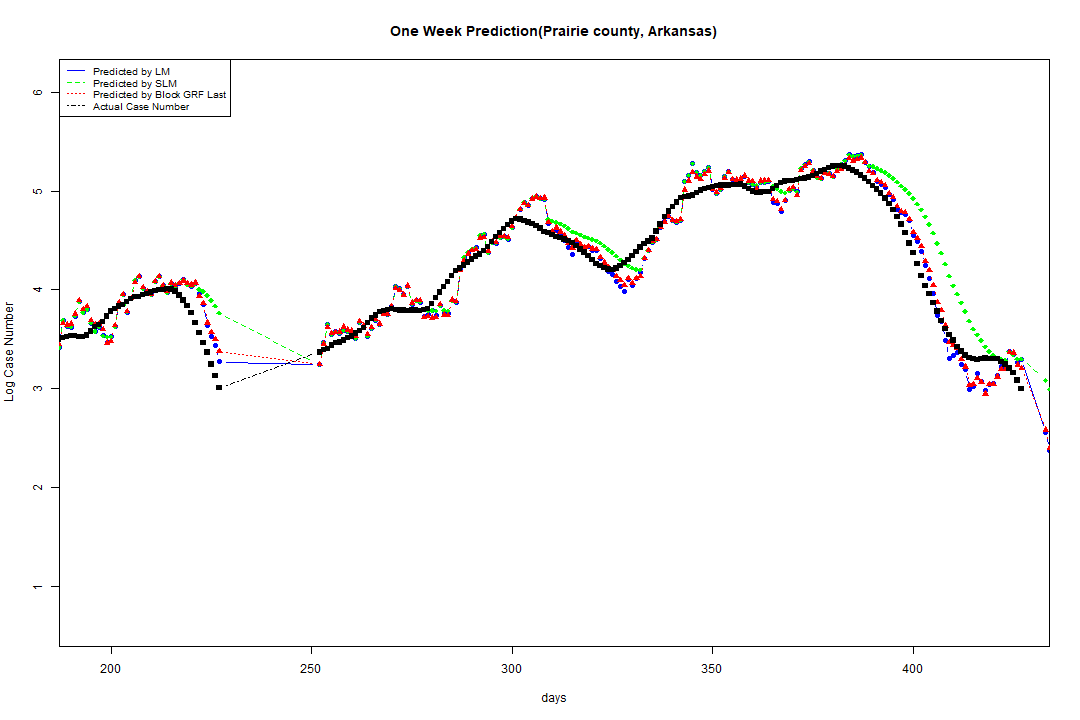 One Week Prediction(Prairie county, Arkansas)
Predicted by LM
Predicted by SLM
Predicted by Block GRF Last
Actual Case Number
6
5
4
3
2
1
Log Case Number
200 250 300 350 400
days